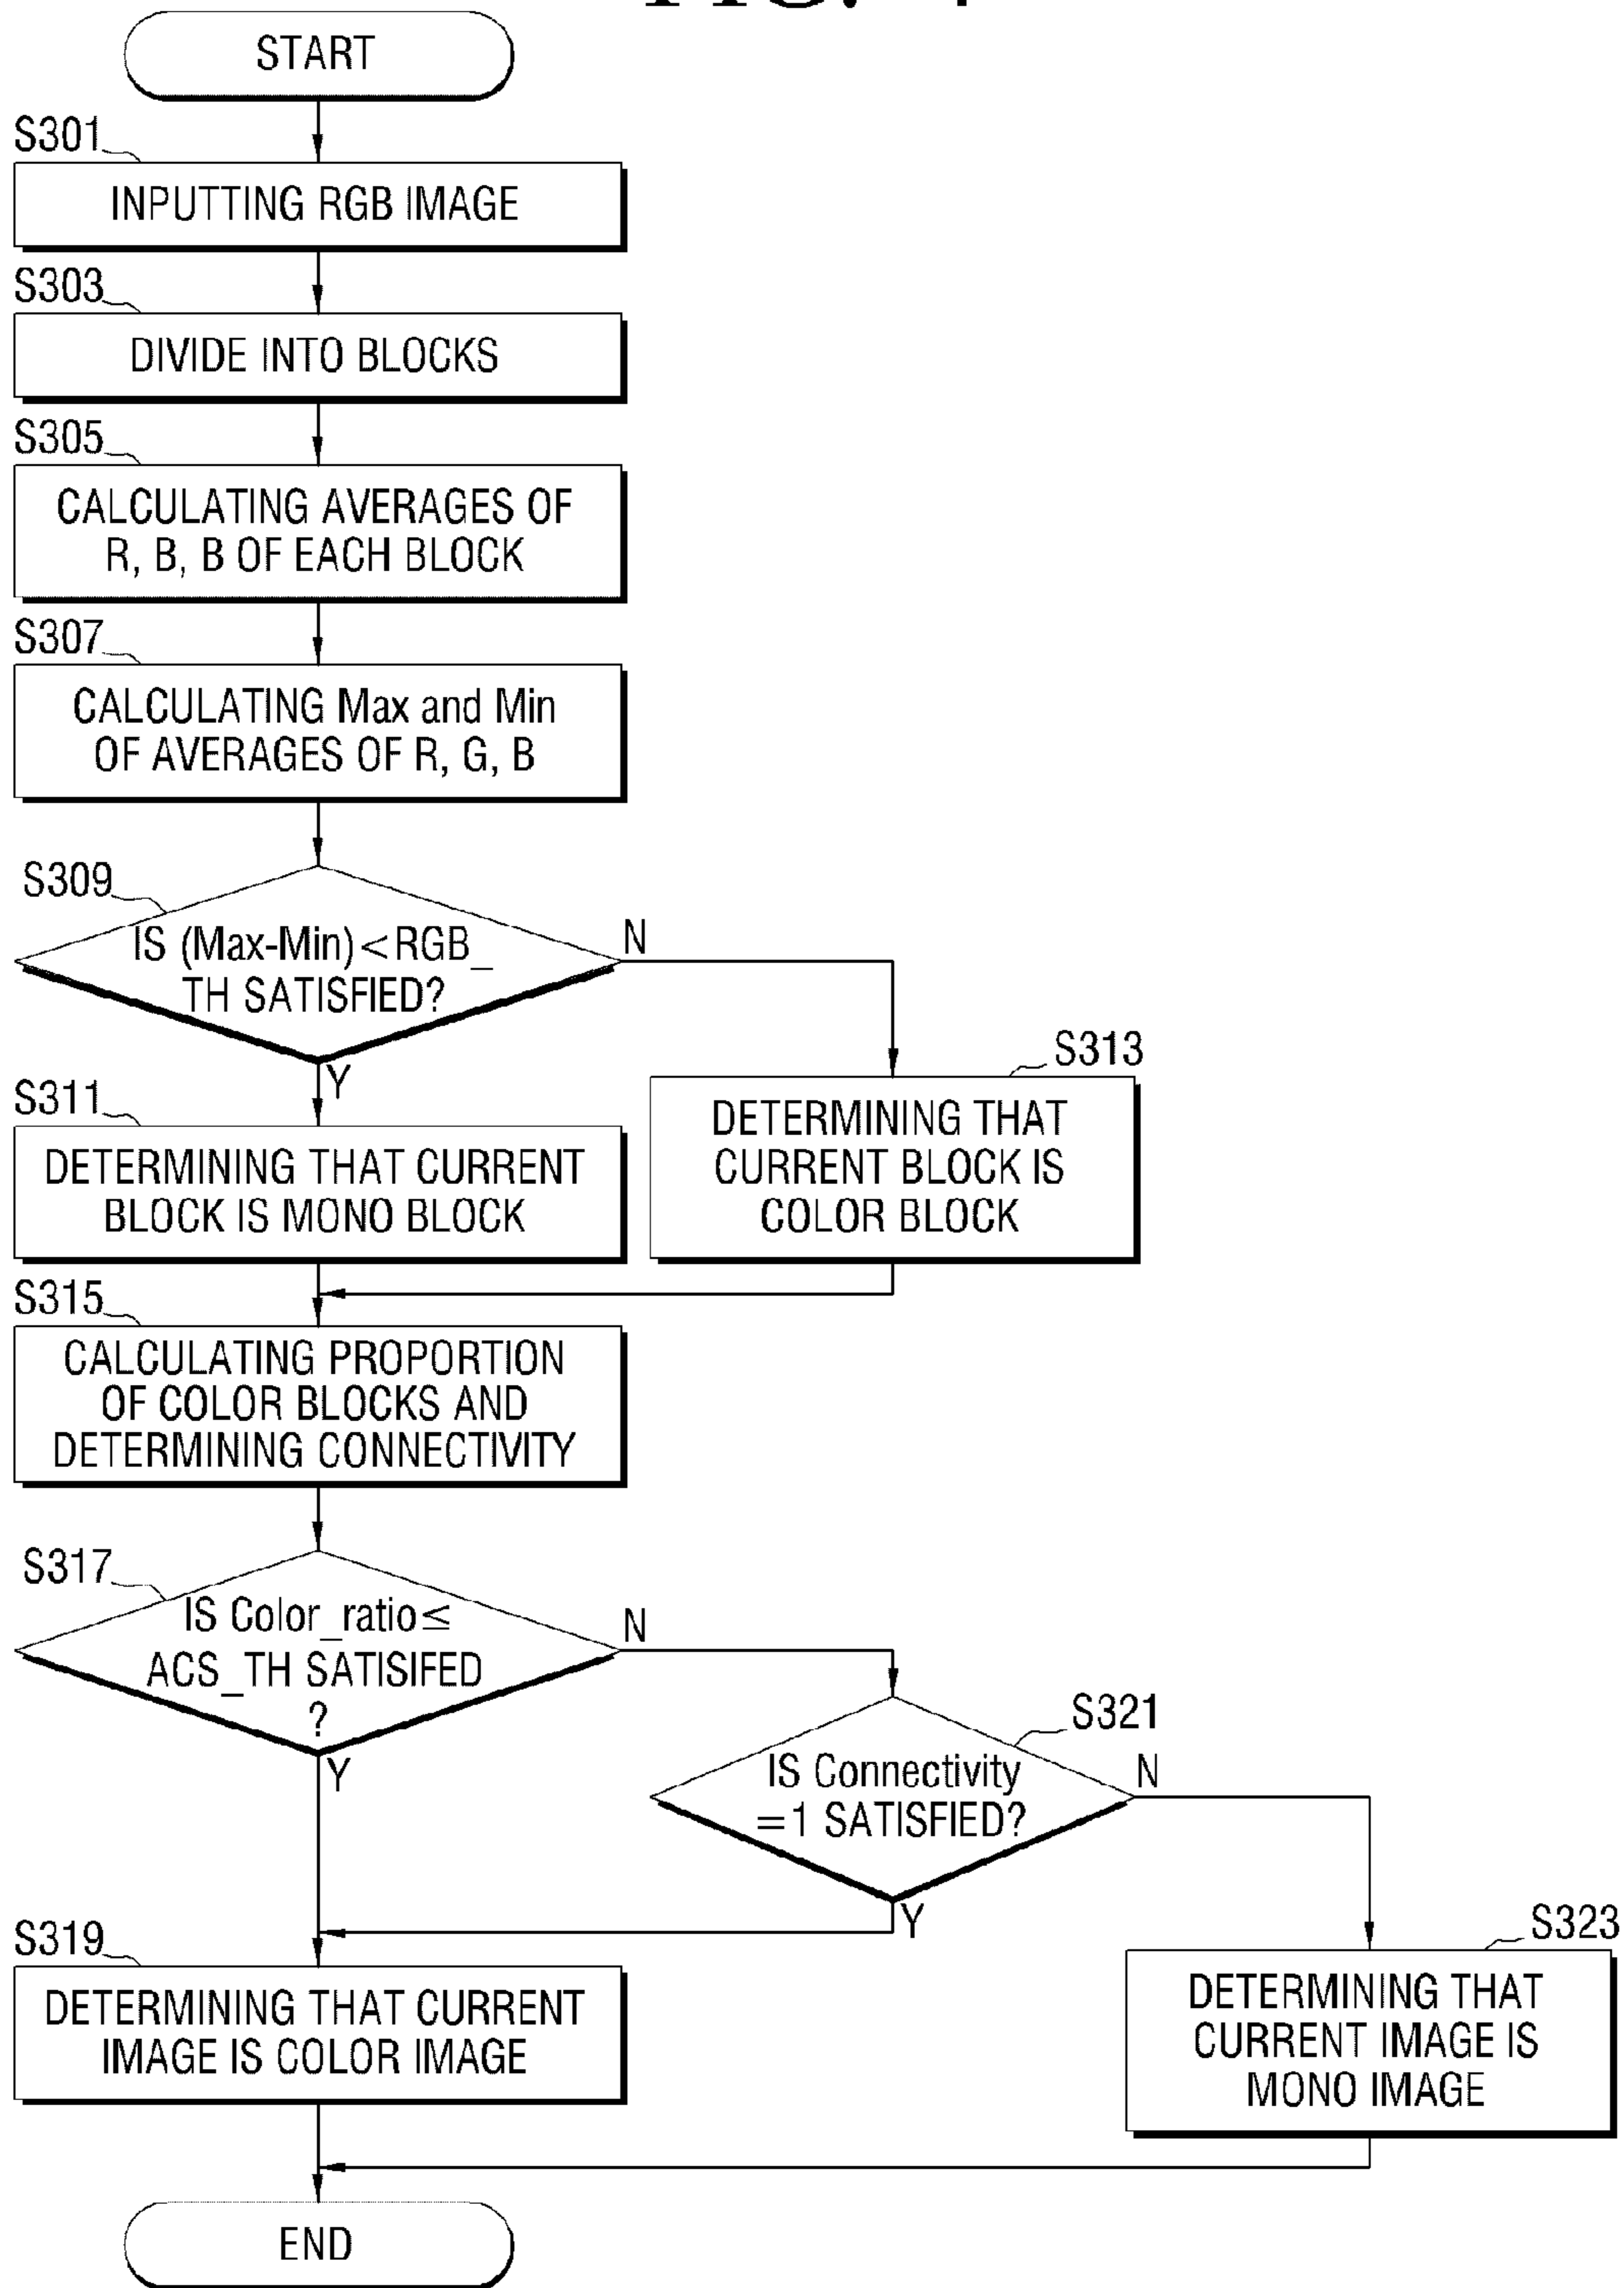 START
S301
INPUTTING RGB IMAGE
S303
DIVIDE INTO BLOCKS
S305
CALCULATING AVERAGES OF
R, B, B OF EACH BLOCK
S307
CALCULATING Max and Min
OF AVERAGES OF R, G, B
S309
IS (Max-Min)<RGB_
TH SATISFIED?
N
Y
S311
DETERMINING THAT CURRENT
BLOCK IS MONO BLOCK
S313
DETERMINING THAT
CURRENT BLOCK IS
COLOR BLOCK
S315
CALCULATING PROPORTION
OF COLOR BLOCKS AND
DETERMINING CONNECTIVITY
S317
IS Color_ratio≤
ACS_TH SATISIFED
?
N
Y
S321
IS Connectivity
=1 SATISFIED?
N
Y
S319
DETERMINING THAT CURRENT
IMAGE IS COLOR IMAGE
S323
DETERMINING THAT
CURRENT IMAGE IS
MONO IMAGE
END